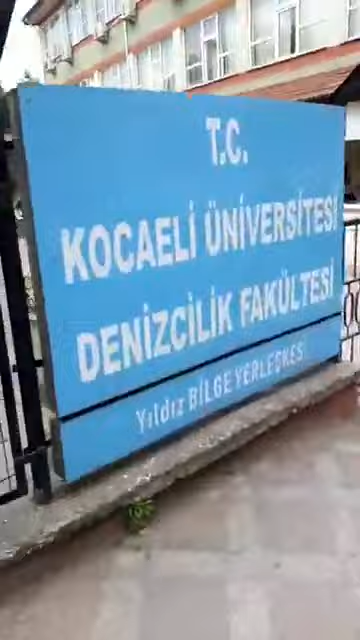 T.C.
KOCAELİ ÜNİVERSİTESİ
DENİZCİLİK FAKÜLTESİ
Yıldız BİLGE YERLEŞKESİ